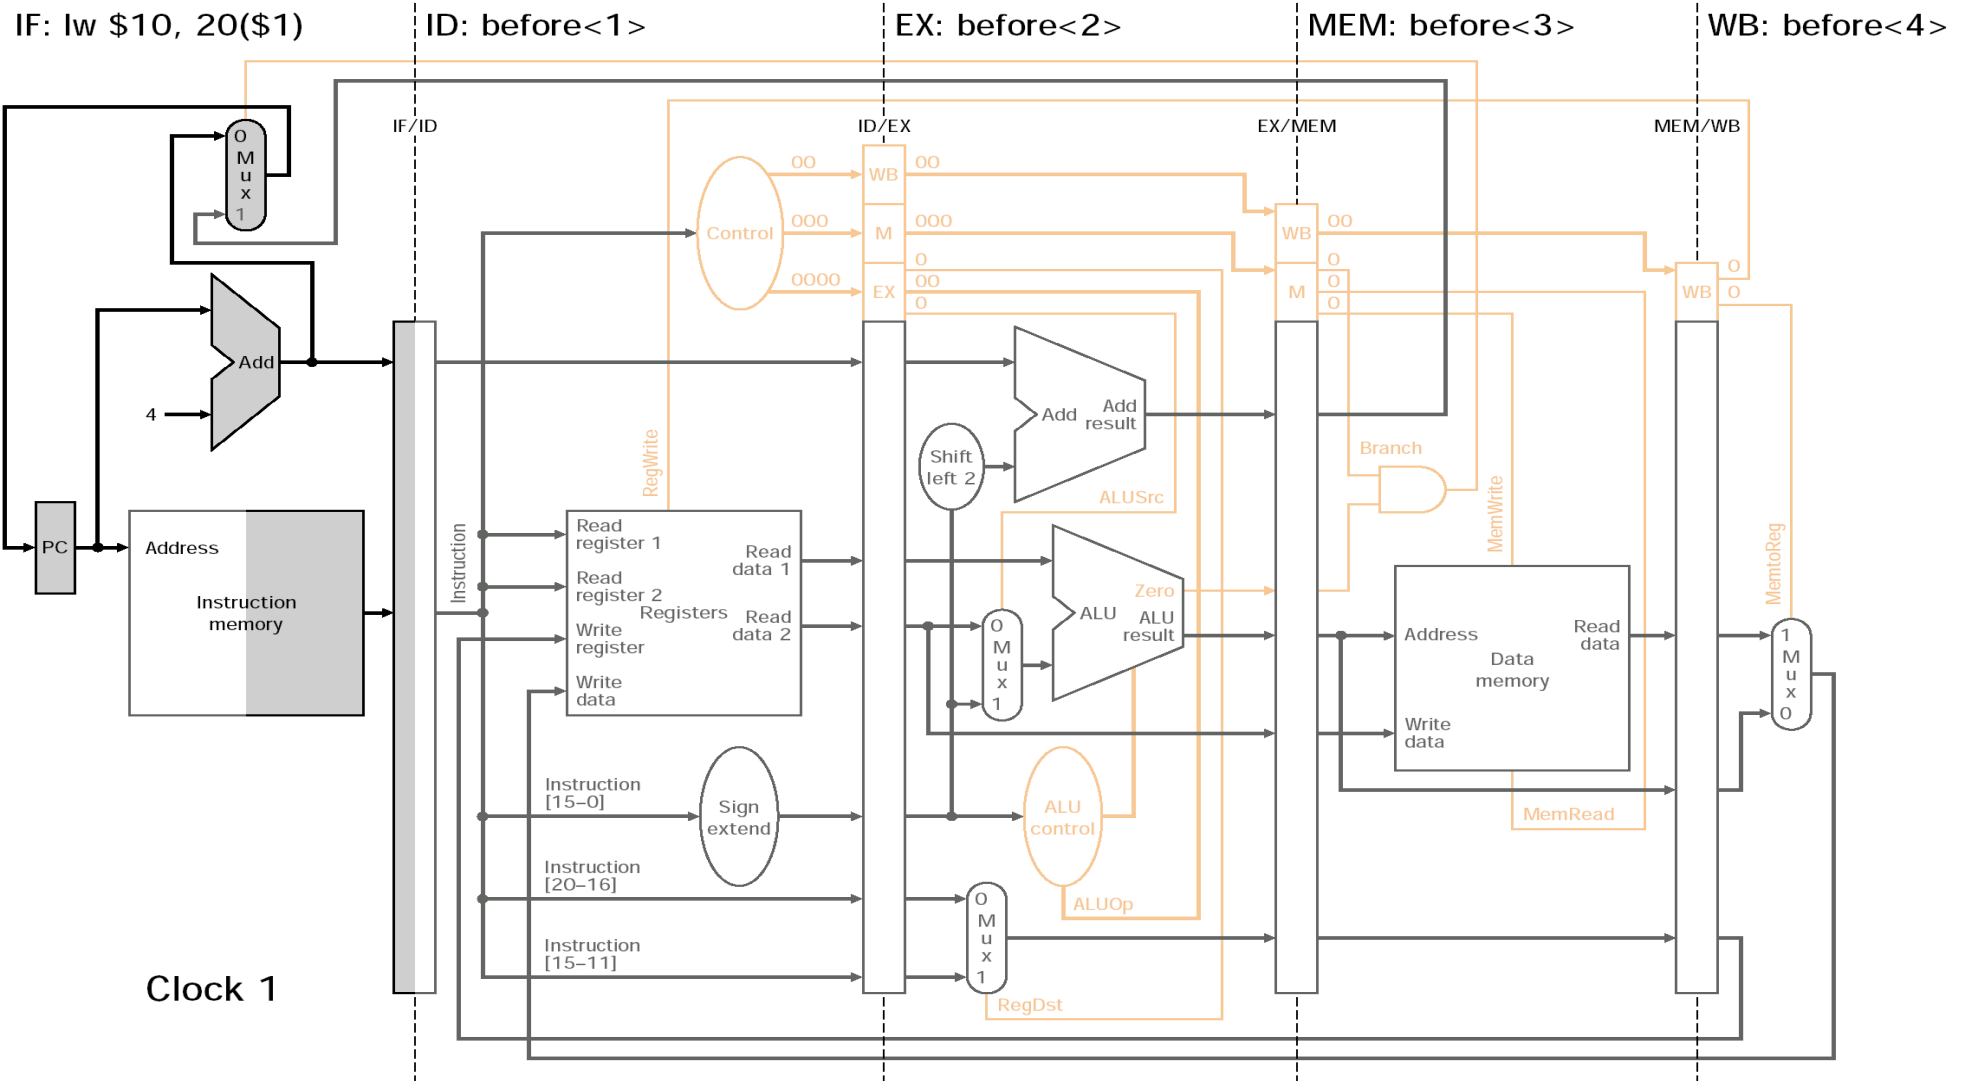 IF: lw $10, 20($1)
ID: before<1>
EX: before<2>
MEM: before<3>
WB: before<4>
IF/ID
ID/EX
EX/MEM
MEM/WB
0
M
u
x
1
Control
00
000
0000
WB
M
EX
00
000
0
00
0
WB
M
00
0
0
0
WB
0
0
Add
4
PC
Address
Instruction
memory
Instruction
RegWrite
Read
register 1
Read
register 2
Write
register
Write
data
Registers
Read
data 1
Read
data 2
Instruction
[15–0]
Sign
extend
Instruction
[20–16]
Instruction
[15–11]
Shift
left 2
Add
Add
result
ALUSrc
ALU
Zero
ALU
result
0
M
u
x
1
ALU
control
ALUOp
0
M
u
x
1
RegDst
Branch
MemWrite
Address
Read
data
Data
memory
Write
data
MemRead
MemtoReg
1
M
u
x
0
Clock 1